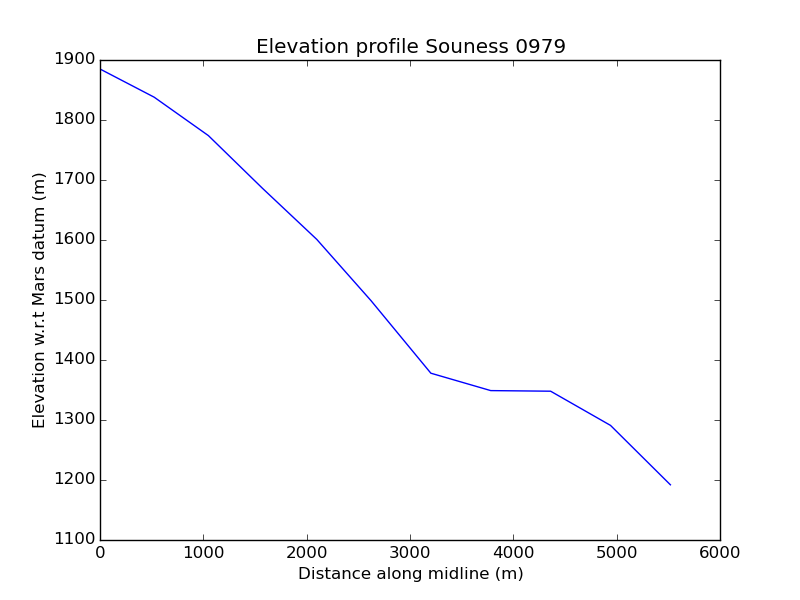 Elevation profile Souness 0979
1900
1800
1700
1600
1500
1400
1300
1200
1100
Elevation w.r.t Mars datum (m)
0 1000 2000 3000 4000 5000 6000
Distance along midline (m)